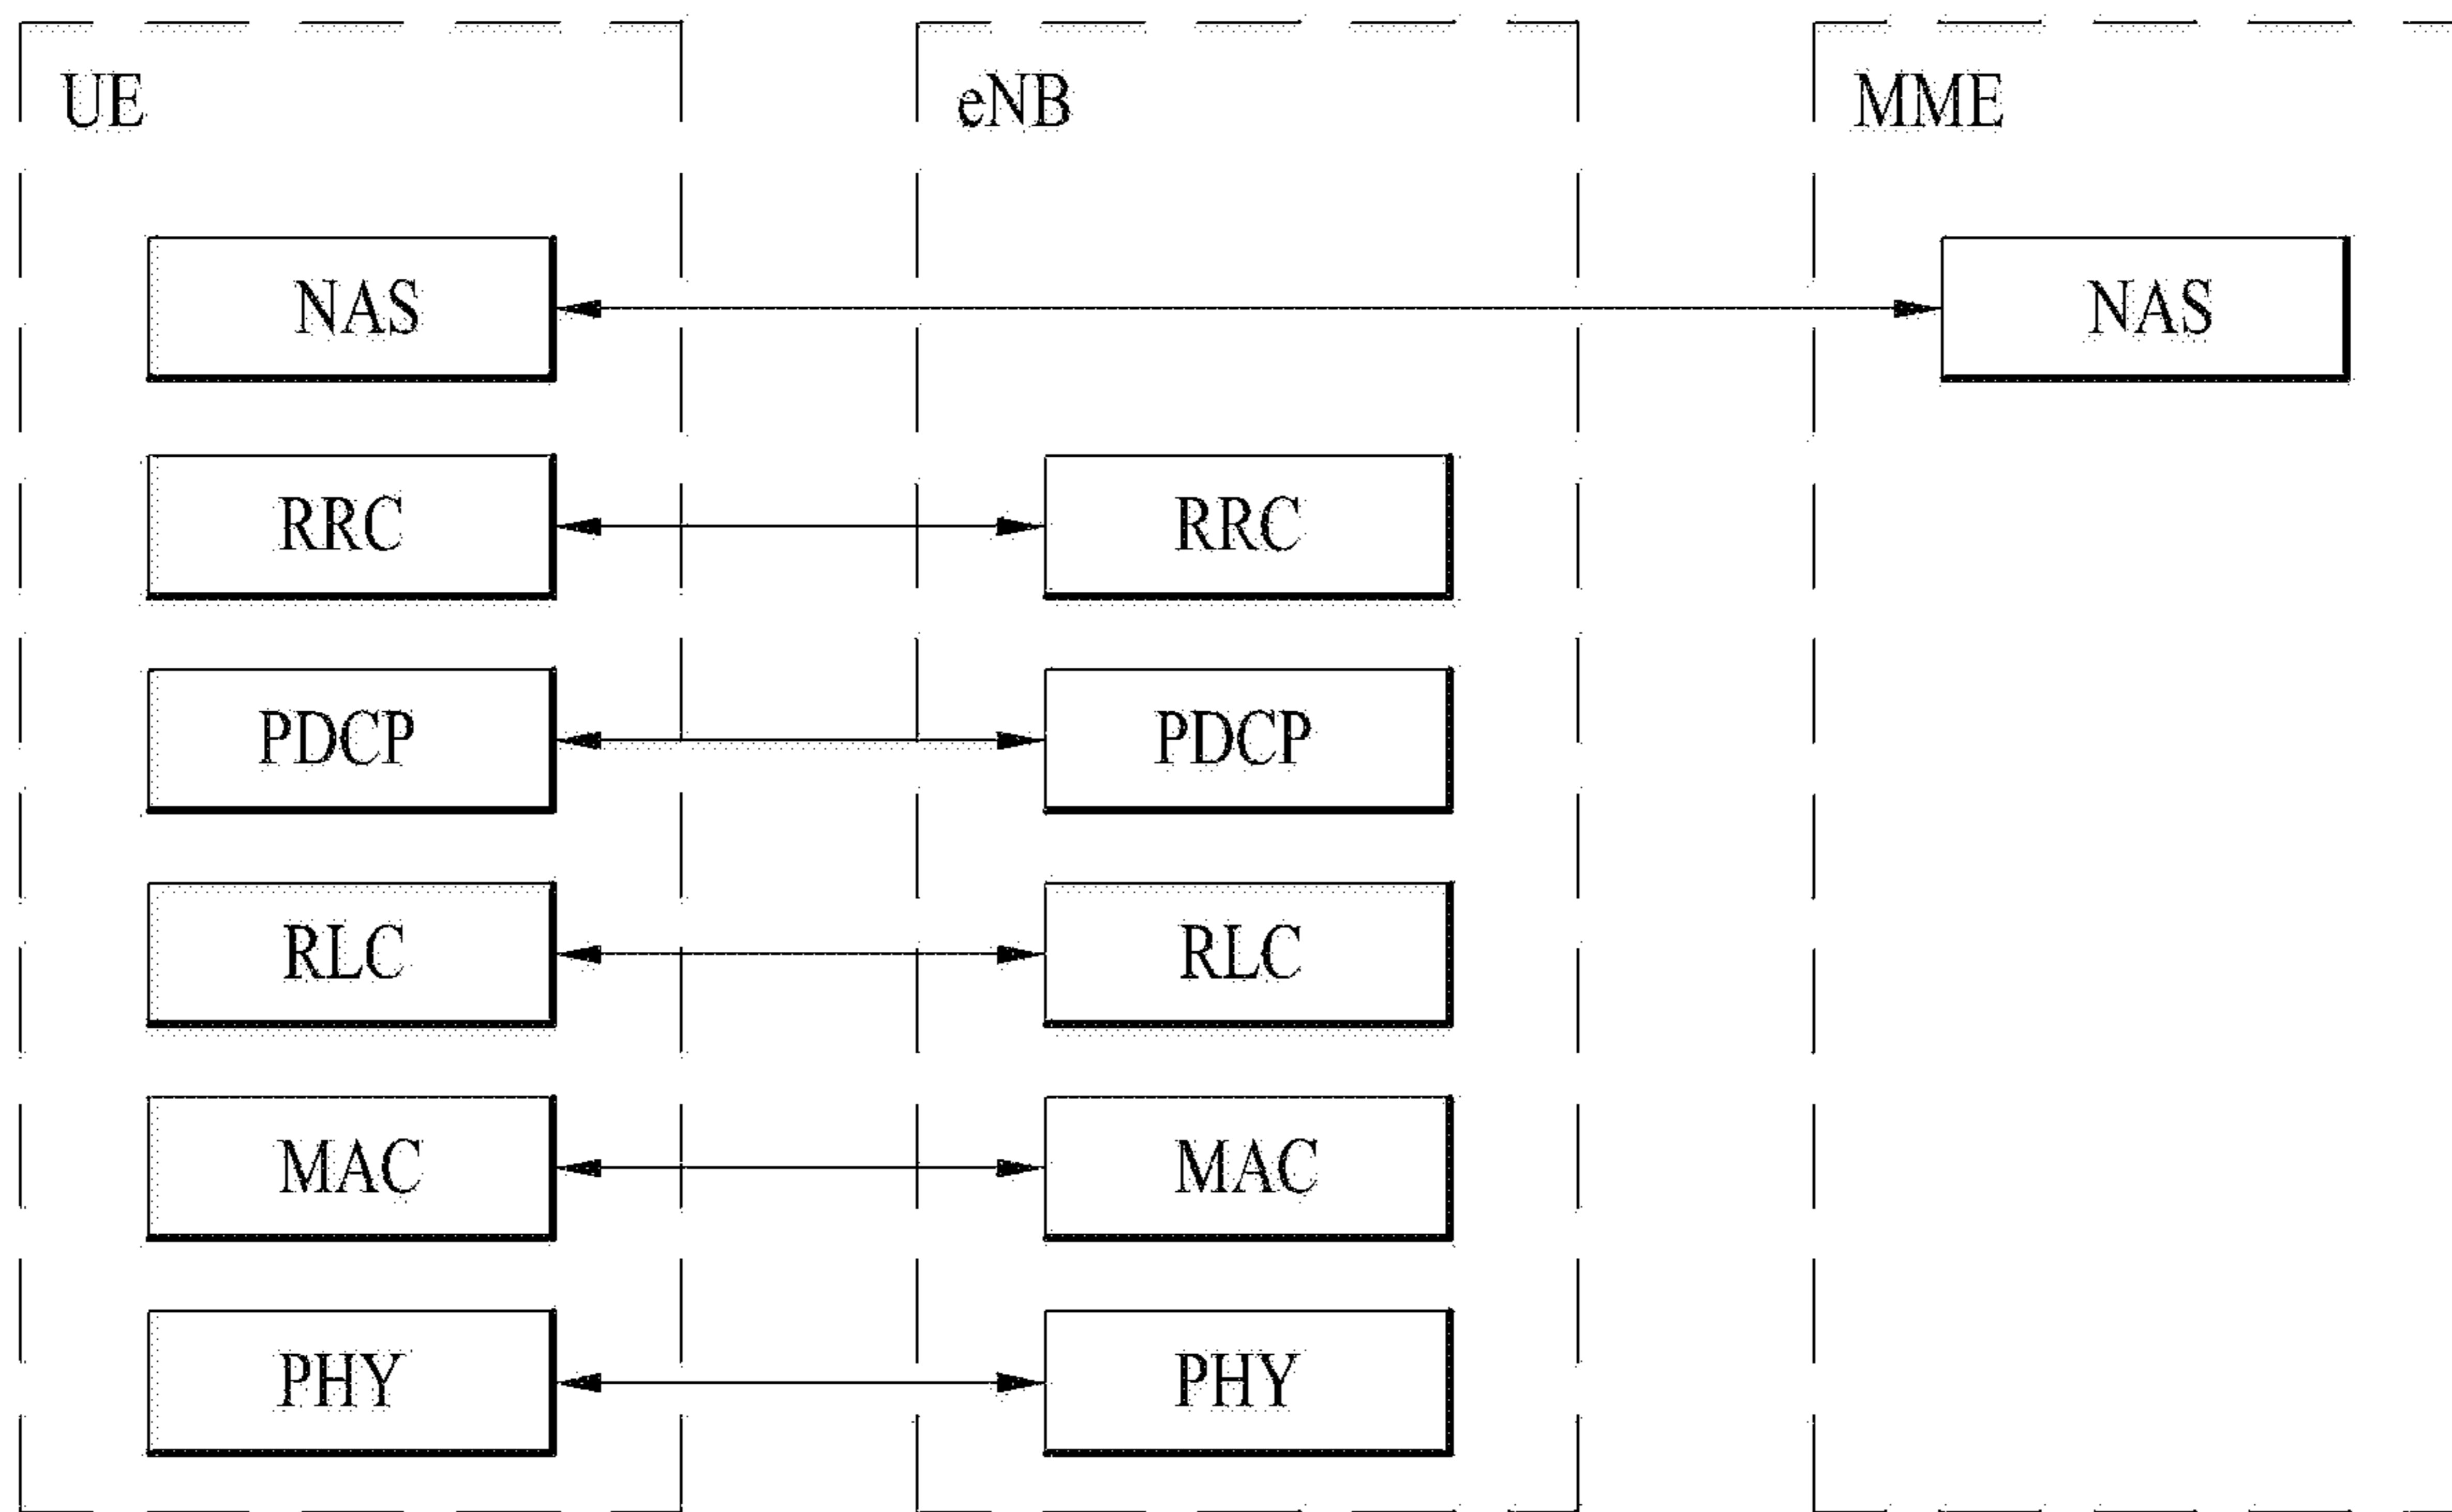 UE
eNB
MME
NAS
NAS
RRC
RRC
PDCP
PDCP
RLC
RLC
MAC
MAC
PHY
PHY